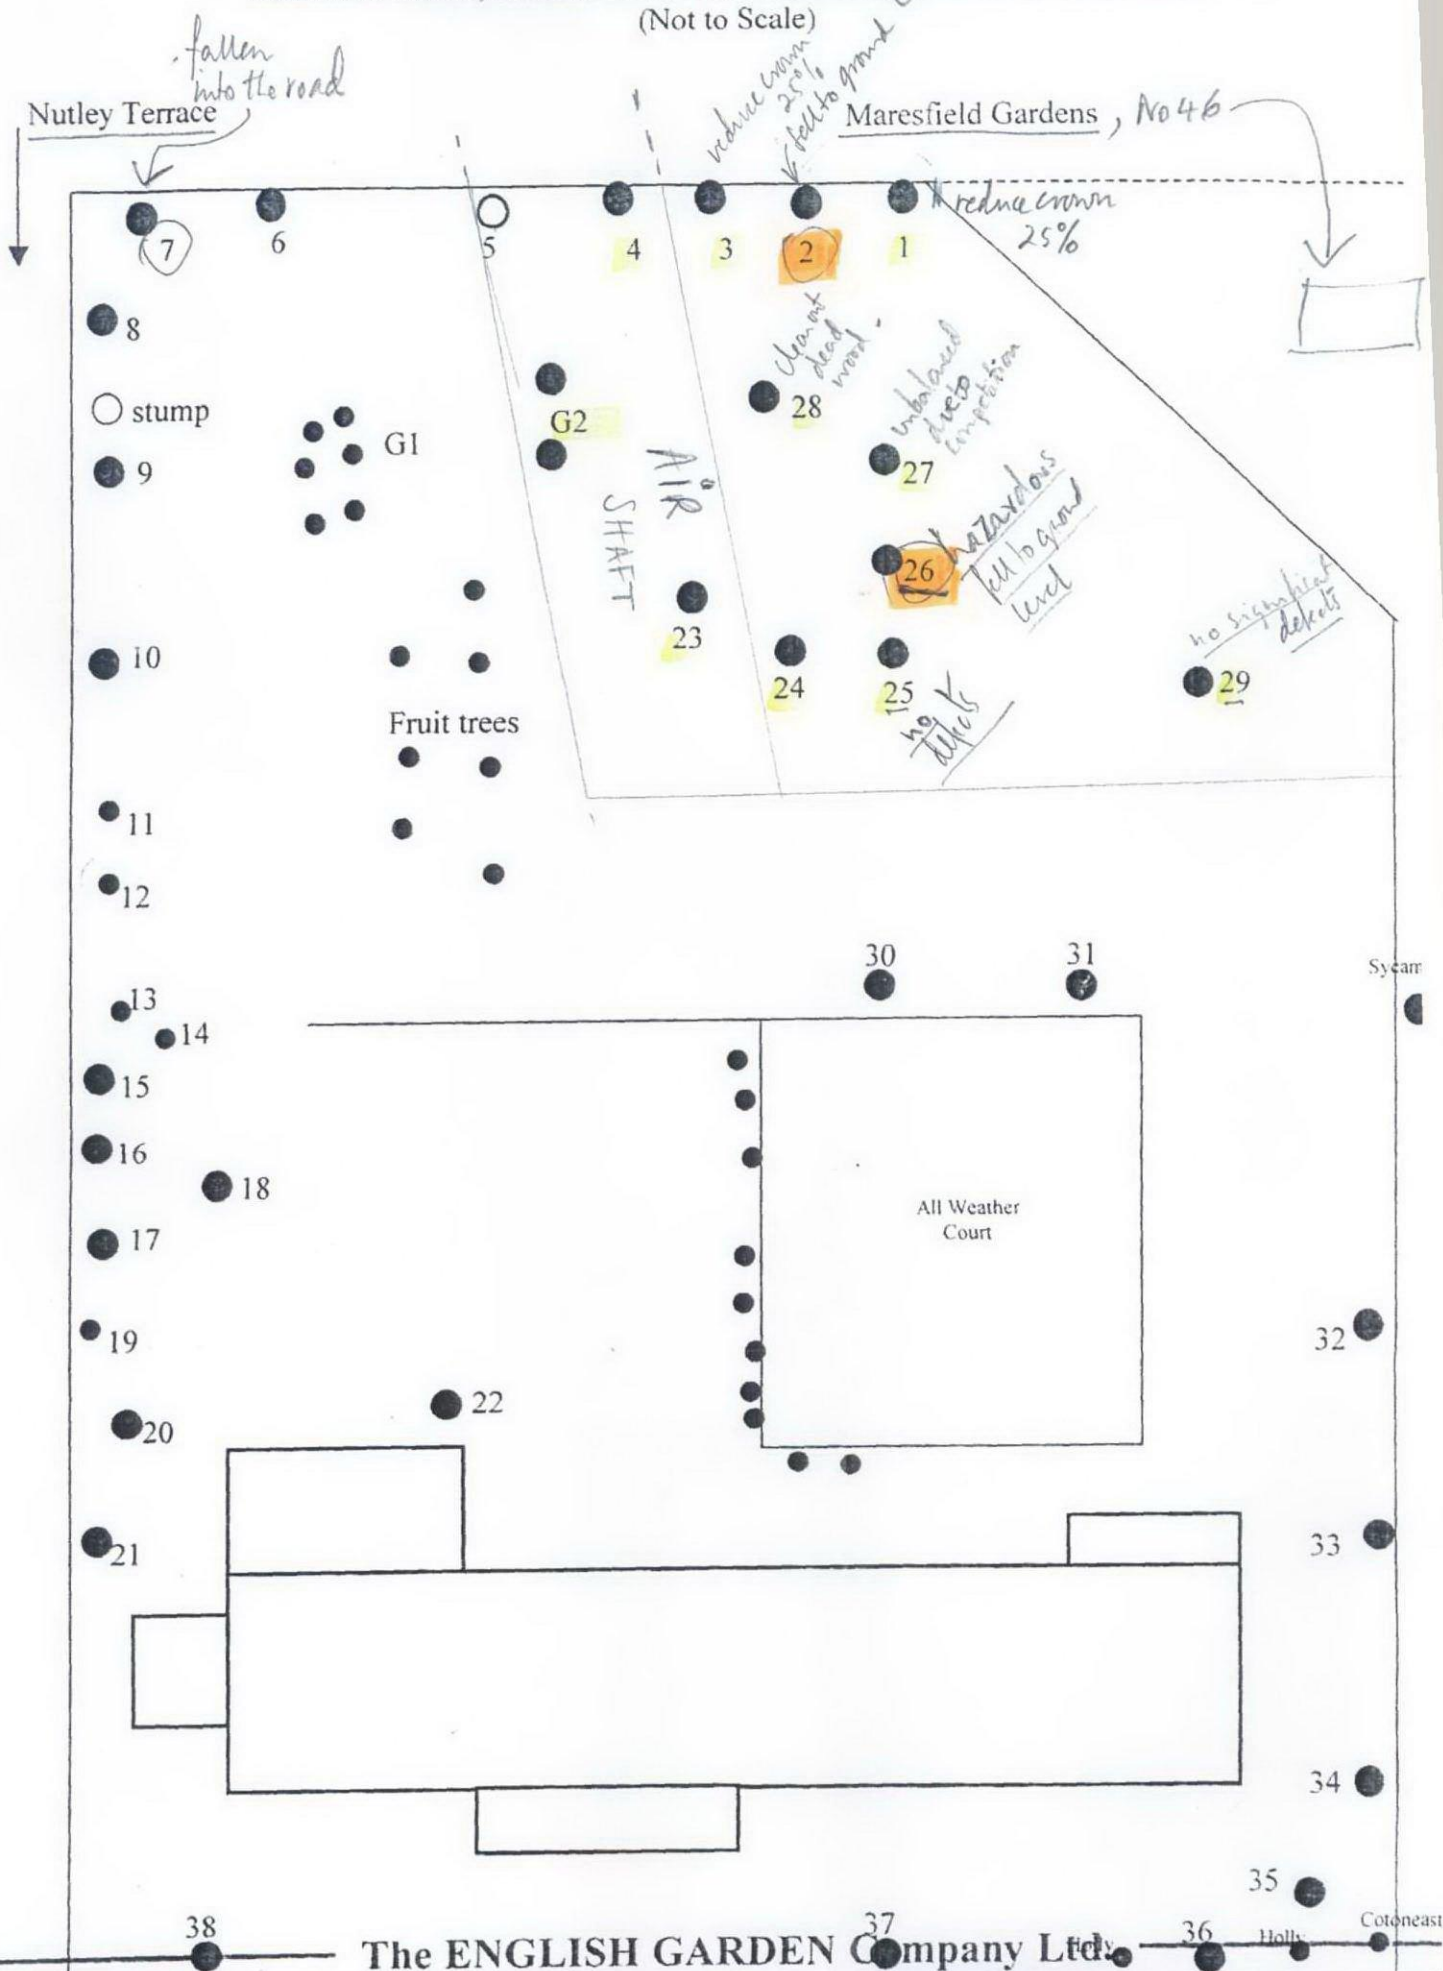 (Not to Scale)
fallen
into the road
Nutley Terrace
reduce crown
25%
fell to ground
Maresfield Gardens , No 46
reduce crown
25%
7
6
5
4
3
2
1
8
stump
9
G1
G2
clean out
dead
wood
28
unbalanced
due to
competition
27
AIR
SHAFT
hazardous
fell to ground
level
26
10
23
24
25
no
defects
no significant
defects
29
Fruit trees
11
12
13
14
15
16
17
18
19
20
21
22
30
31
Sycam
All Weather
Court
32
33
34
35
38
37
36
Holly
Holly
Cotoneast
The ENGLISH GARDEN Company Ltd.